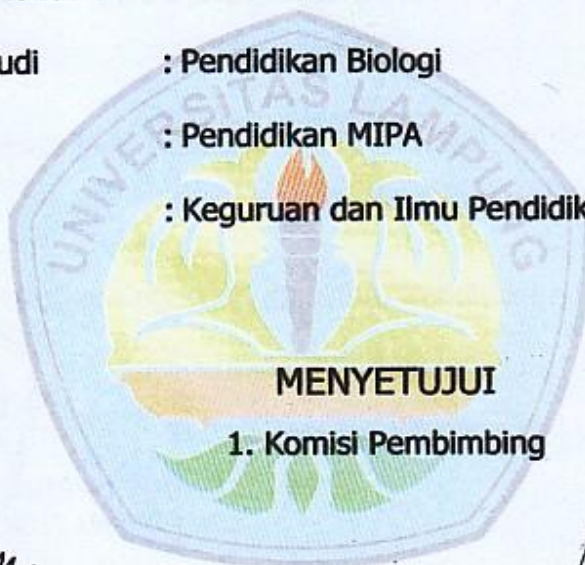 udi : Pendidikan Biologi
: Pendidikan MIPA
: Keguruan dan Ilmu Pendidik
UNIVERSITAS LAMPUNG
MENYETUJUI
1. Komisi Pembimbing